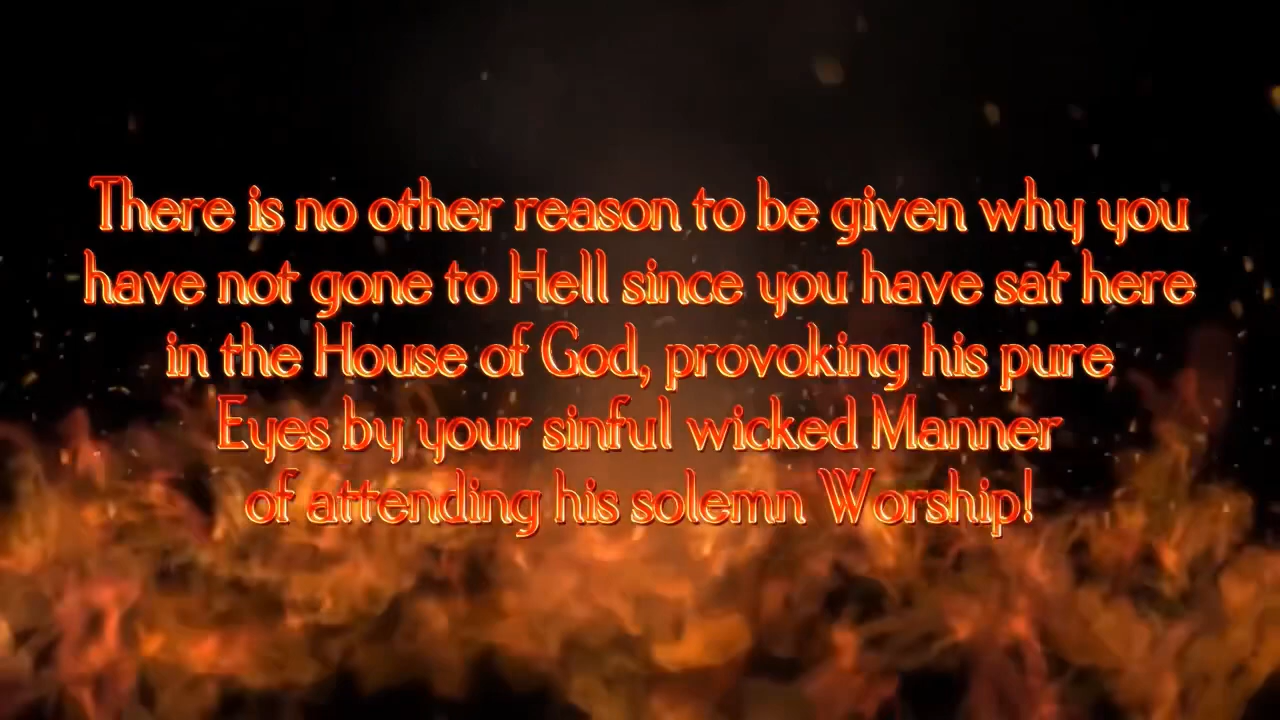 There is no other reason to be given why you
have not gone to Hell since you have sat here
in the House of God, provoking his pure
Eyes by your sinful wicked Manner
of attending his solemn Worship!